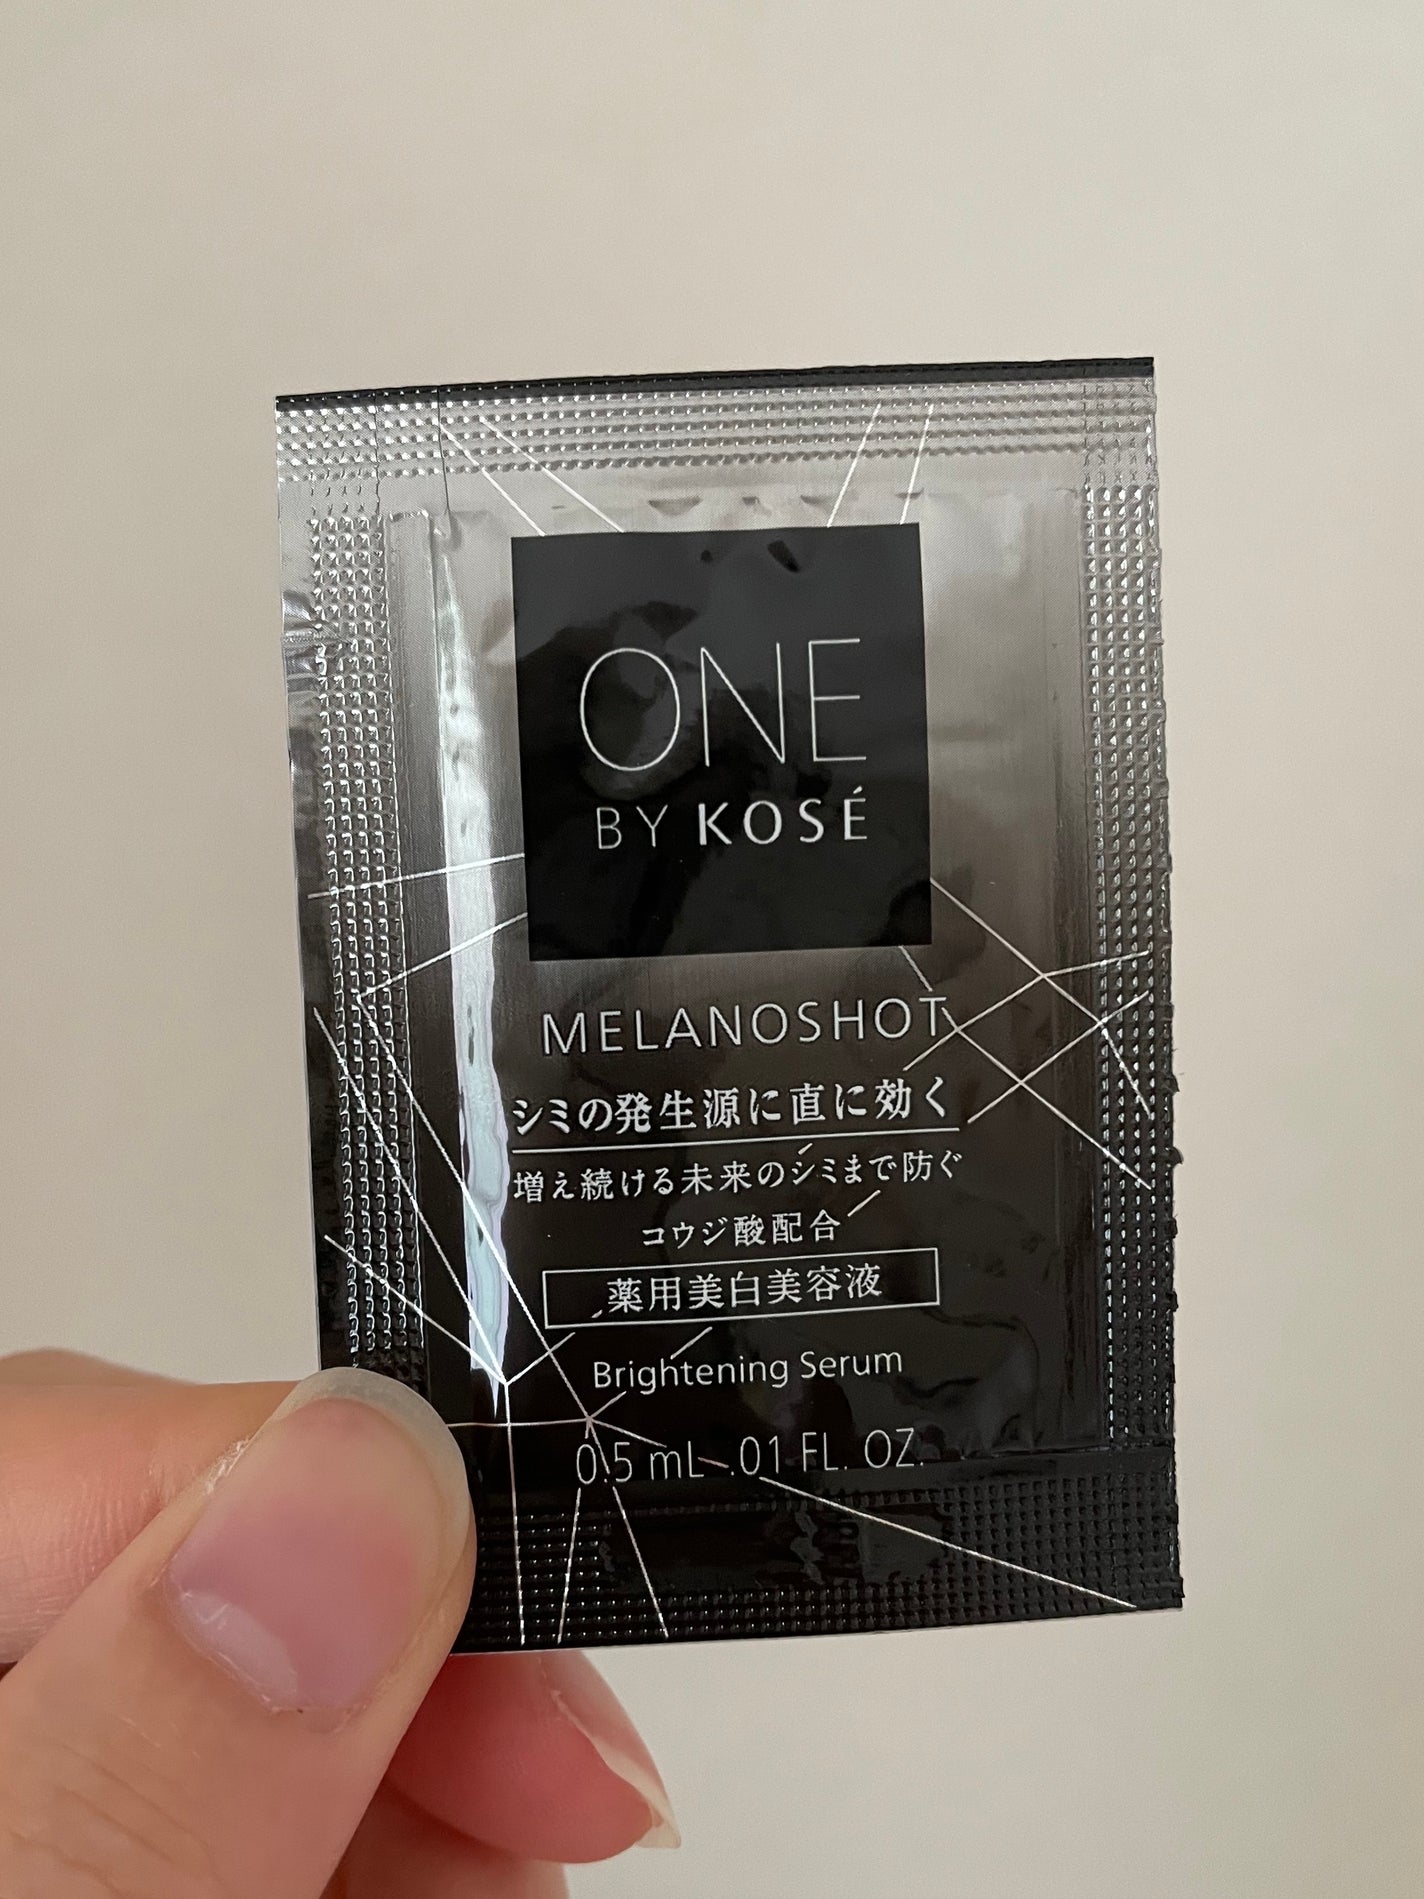 ONE
BY KOSÉ
MELANOSHOT
シミの発生源に直に効く
増え続ける未来のシミまで防ぐ
コウジ酸配合
薬用美白美容液
Brightening Serum
0.5 mL .01 FL. OZ.